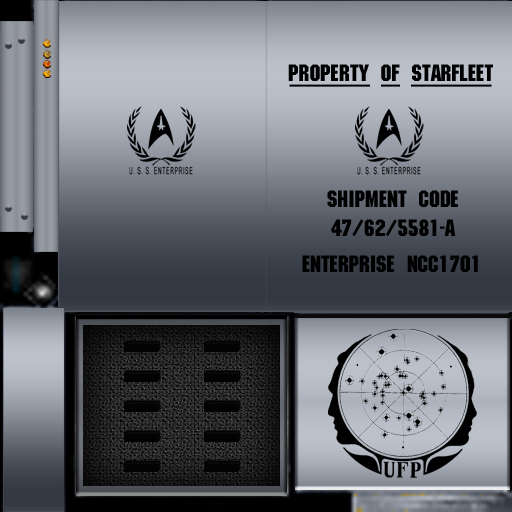 PROPERTY OF STARFLEET
U. S. S. ENTERPRISE
U. S. S. ENTERPRISE
SHIPMENT CODE
47/62/5581-A
ENTERPRISE NCC1701
UFP